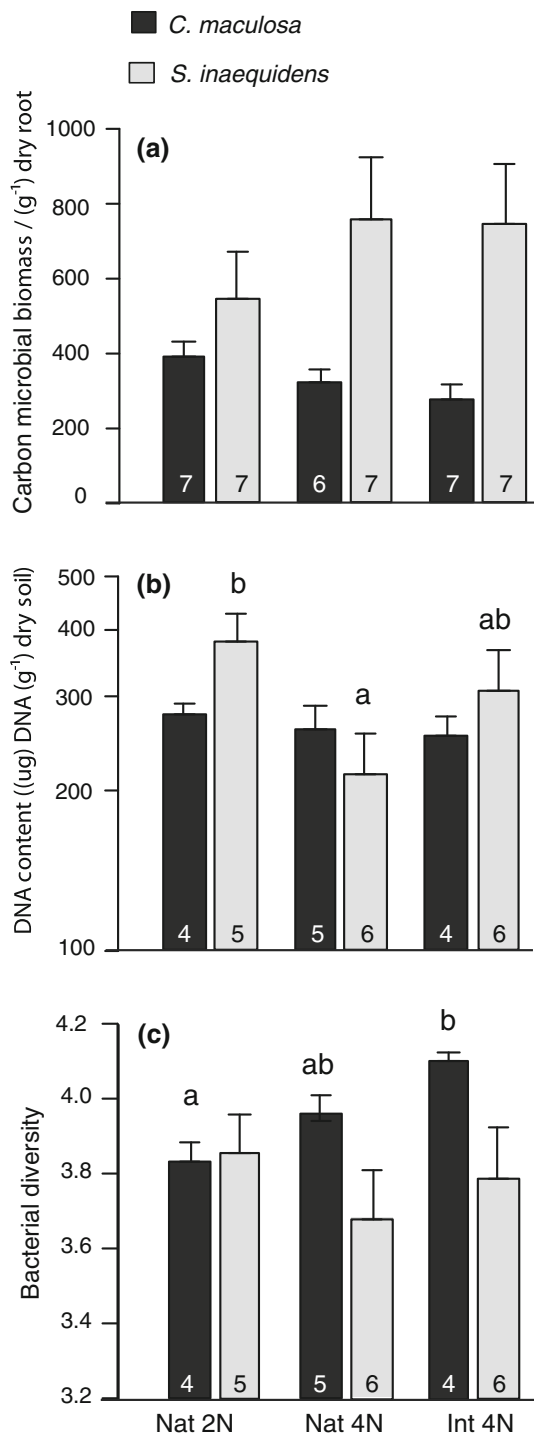 C. maculosa
S. inaequidens
(a)
Carbon microbial biomass / (g⁻¹) dry root
1000
800
600
400
200
0
7 7 6 7 7 7
(b)
DNA content ((ug) DNA (g⁻¹) dry soil)
500
400
300
200
100
b a ab
4 5 5 6 4 6
(c)
Bacterial diversity
4.2
4.0
3.8
3.6
3.4
3.2
a ab b
4 5 5 6 4 6
Nat 2N Nat 4N Int 4N